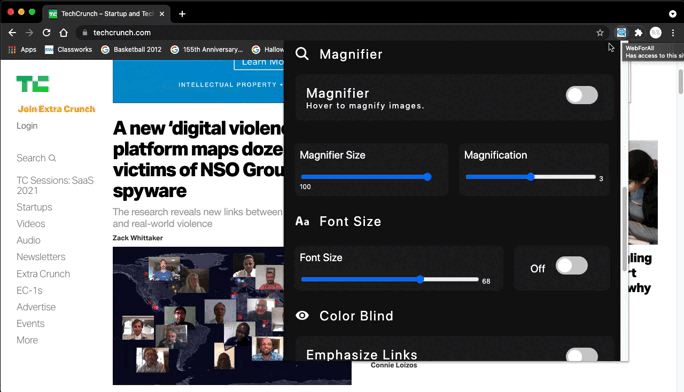 TechCrunch – Startup and Tech
techcrunch.com
Apps
Classworks
Basketball 2012
155th Anniversary...
WebForAll
Has access to this si
Learn Mo
INTELLECTUAL PROPERTY
TC
Join Extra Crunch
Login
Search
TC Sessions: SaaS
2021
Startups
Videos
Audio
Newsletters
Extra Crunch
EC-1s
Advertise
Events
More
A new ‘digital violenc
platform maps doze
victims of NSO Grou
spyware
The research reveals new links between
and real-world violence
Zack Whittaker
Magnifier
Magnifier
Hover to magnify images.
Magnifier Size
100
Magnification
3
Aa Font Size
Font Size
68
Off
Color Blind
Emphasize Links
gling
rt
why
Connie Loizos